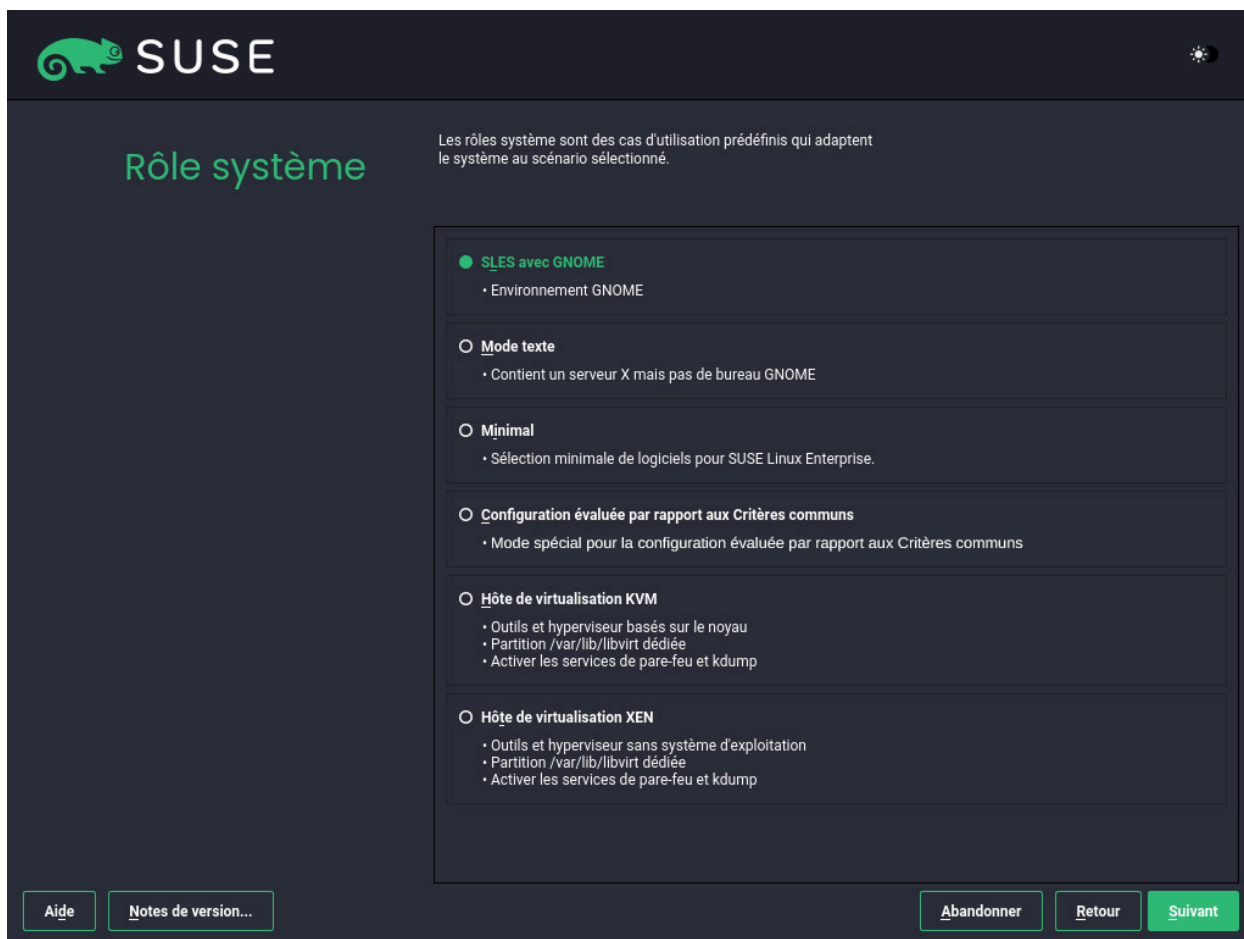 SUSE
Rôle système
Les rôles système sont des cas d'utilisation prédéfinis qui adaptent
le système au scénario sélectionné.
SLES avec GNOME
• Environnement GNOME
Mode texte
• Contient un serveur X mais pas de bureau GNOME
Minimal
• Sélection minimale de logiciels pour SUSE Linux Enterprise.
Configuration évaluée par rapport aux Critères communs
• Mode spécial pour la configuration évaluée par rapport aux Critères communs
Hôte de virtualisation KVM
• Outils et hyperviseur basés sur le noyau
• Partition /var/lib/libvirt dédiée
• Activer les services de pare-feu et kdump
Hôte de virtualisation XEN
• Outils et hyperviseur sans système d'exploitation
• Partition /var/lib/libvirt dédiée
• Activer les services de pare-feu et kdump
Aide
Notes de version...
Abandonner
Retour
Suivant